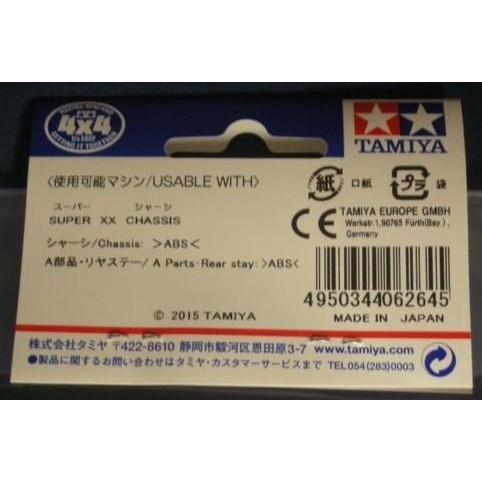 4x4
IT'S EASY
GETTING IT TOGETHER
TAMIYA
〈使用可能マシン/USABLE WITH〉
スーパー シャーシ
SUPER XX CHASSIS
シャーシ/Chassis: >ABS<
A部品・リヤステー/A Parts・Rear stay:>ABS<
© 2015 TAMIYA
紙 口紙
プラ 袋
CE
TAMIYA EUROPE GMBH
Werkstr.1,90765 Fürth(Bay).,
Germany
4950344062645
MADE IN JAPAN
株式会社タミヤ 〒422-8610 静岡市駿河区恩田原3-7 www.tamiya.com
●製品に関するお問い合わせはタミヤ・カスタマーサービスまで TEL054(283)0003